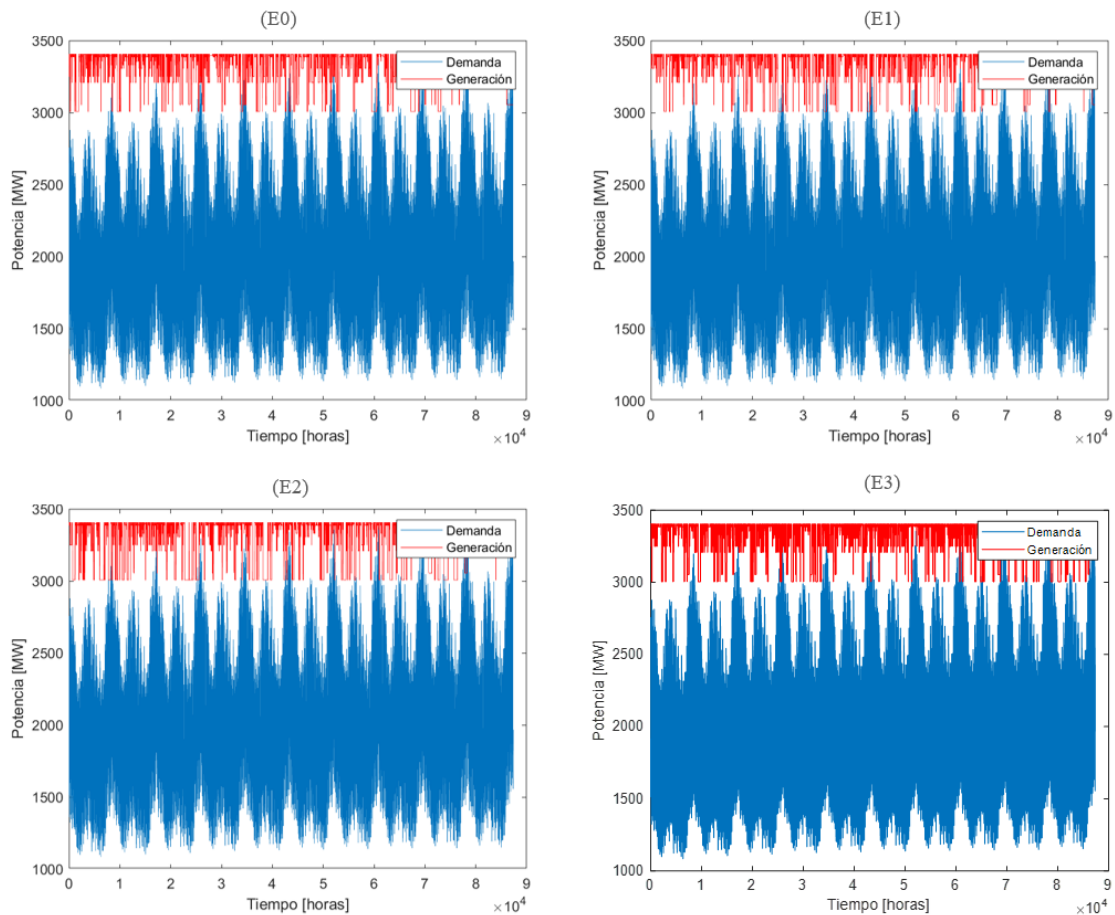 (E0)
3500
3000
2500
2000
1500
1000
Potencia [MW]
Demanda
Generación
0 1 2 3 4 5 6 7 8 9
Tiempo [horas]
×10^4
(E1)
3500
3000
2500
2000
1500
1000
Potencia [MW]
Demanda
Generación
0 1 2 3 4 5 6 7 8 9
Tiempo [horas]
×10^4
(E2)
3500
3000
2500
2000
1500
1000
Potencia [MW]
Demanda
Generación
0 1 2 3 4 5 6 7 8 9
Tiempo [horas]
×10^4
(E3)
3500
3000
2500
2000
1500
1000
Potencia [MW]
Demanda
Generación
0 1 2 3 4 5 6 7 8 9
Tiempo [horas]
×10^4